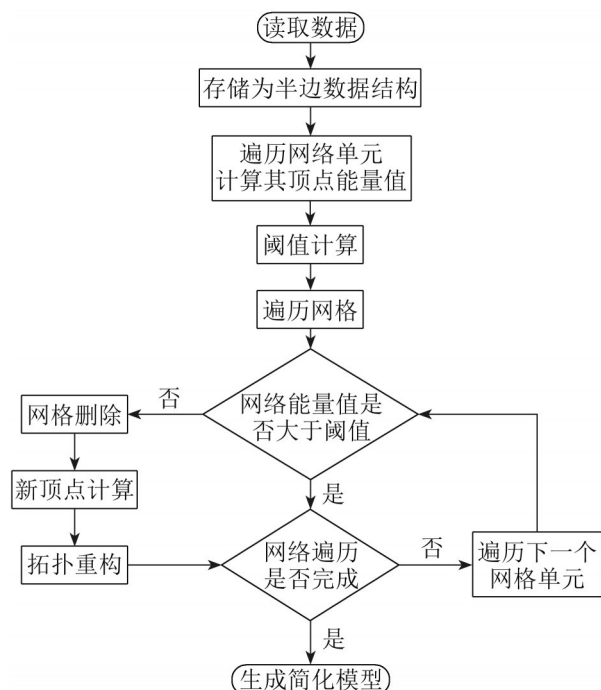 读取数据
存储为半边数据结构
遍历网络单元
计算其顶点能量值
阈值计算
遍历网格
网络能量值是
否大于阈值
否
网格删除
新顶点计算
拓扑重构
是
网络遍历
是否完成
否
遍历下一个
网格单元
是
生成简化模型